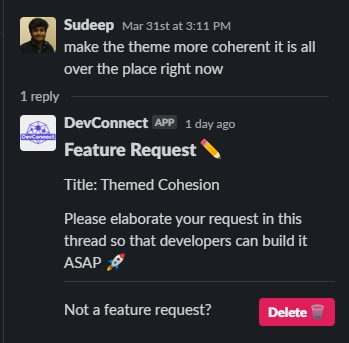 Sudeep Mar 31st at 3:11 PM
make the theme more coherent it is all
over the place right now
1 reply
DevConnect
DevConnect APP 1 day ago
Feature Request ✏️
Title: Themed Cohesion
Please elaborate your request in this
thread so that developers can build it
ASAP 🚀
Not a feature request?
Delete 🗑️